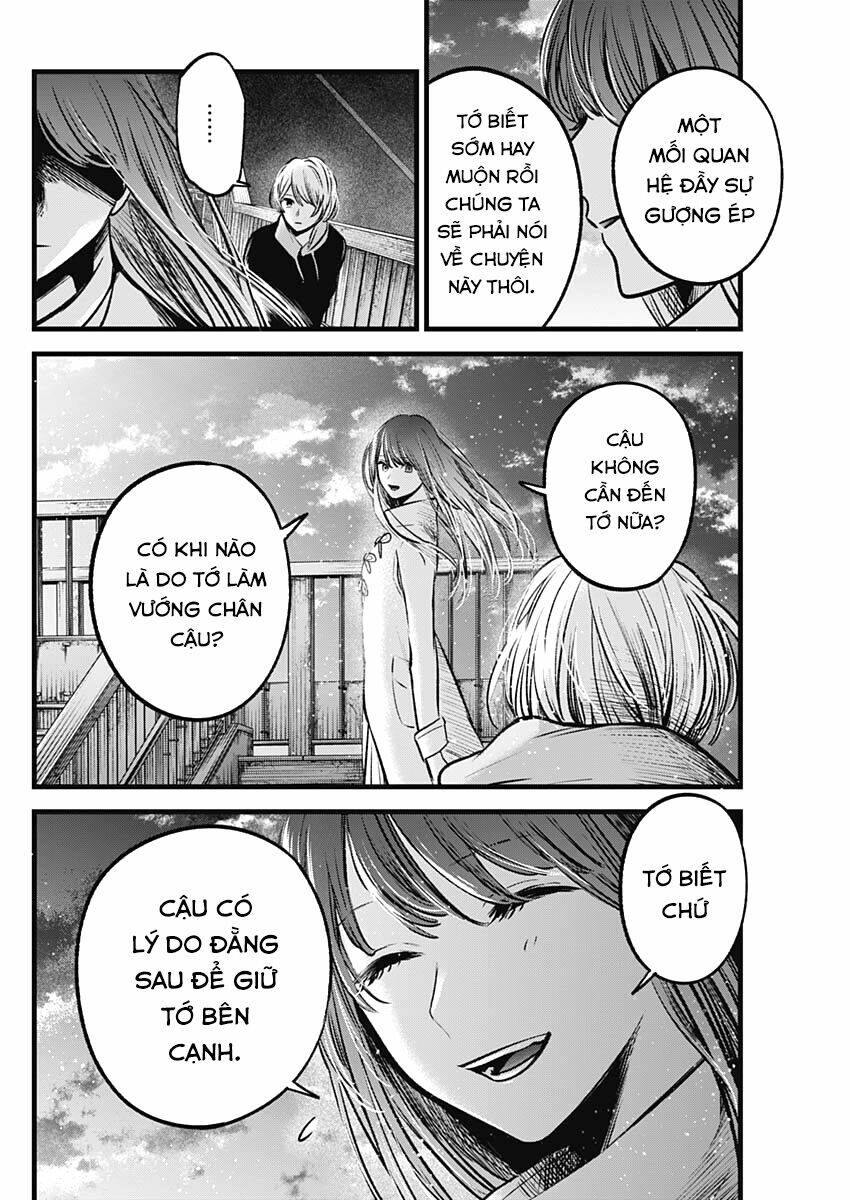 MỘT
MỐI QUAN
HỆ ĐẦY SỰ
GƯỢNG ÉP
TỚ BIẾT
SỚM HAY
MUỘN RỒI
CHÚNG TA
SẼ PHẢI NÓI
VỀ CHUYỆN
NÀY THÔI.
......
CẬU
KHÔNG
CẦN ĐẾN
TỚ NỮA?
CÓ KHI NÀO
LÀ DO TỚ LÀM
VƯỚNG CHÂN
CẬU?
TỚ BIẾT
CHỨ
CẬU CÓ
LÝ DO ĐẰNG
SAU ĐỂ GIỮ
TỚ BÊN
CẠNH.